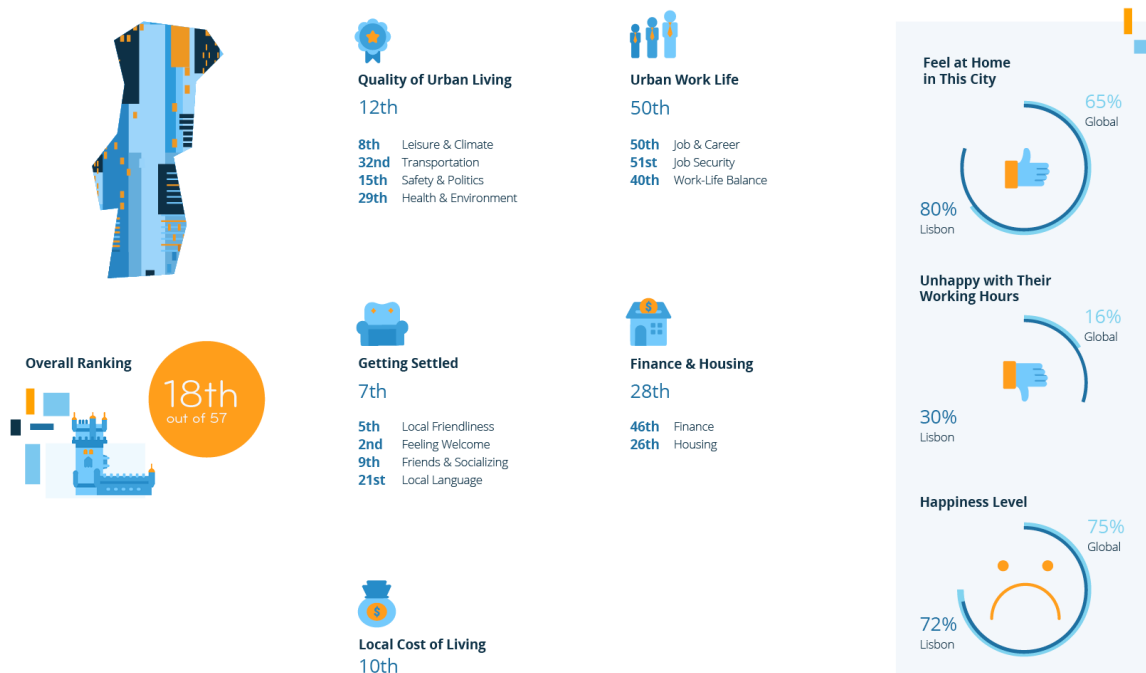 Overall Ranking
18th
out of 57
Quality of Urban Living
12th
8th Leisure & Climate
32nd Transportation
15th Safety & Politics
29th Health & Environment
Getting Settled
7th
5th Local Friendliness
2nd Feeling Welcome
9th Friends & Socializing
21st Local Language
$
Local Cost of Living
10th
Urban Work Life
50th
50th Job & Career
51st Job Security
40th Work-Life Balance
$
Finance & Housing
28th
46th Finance
26th Housing
Feel at Home
in This City
65%
Global
80%
Lisbon
Unhappy with Their
Working Hours
16%
Global
30%
Lisbon
Happiness Level
75%
Global
72%
Lisbon